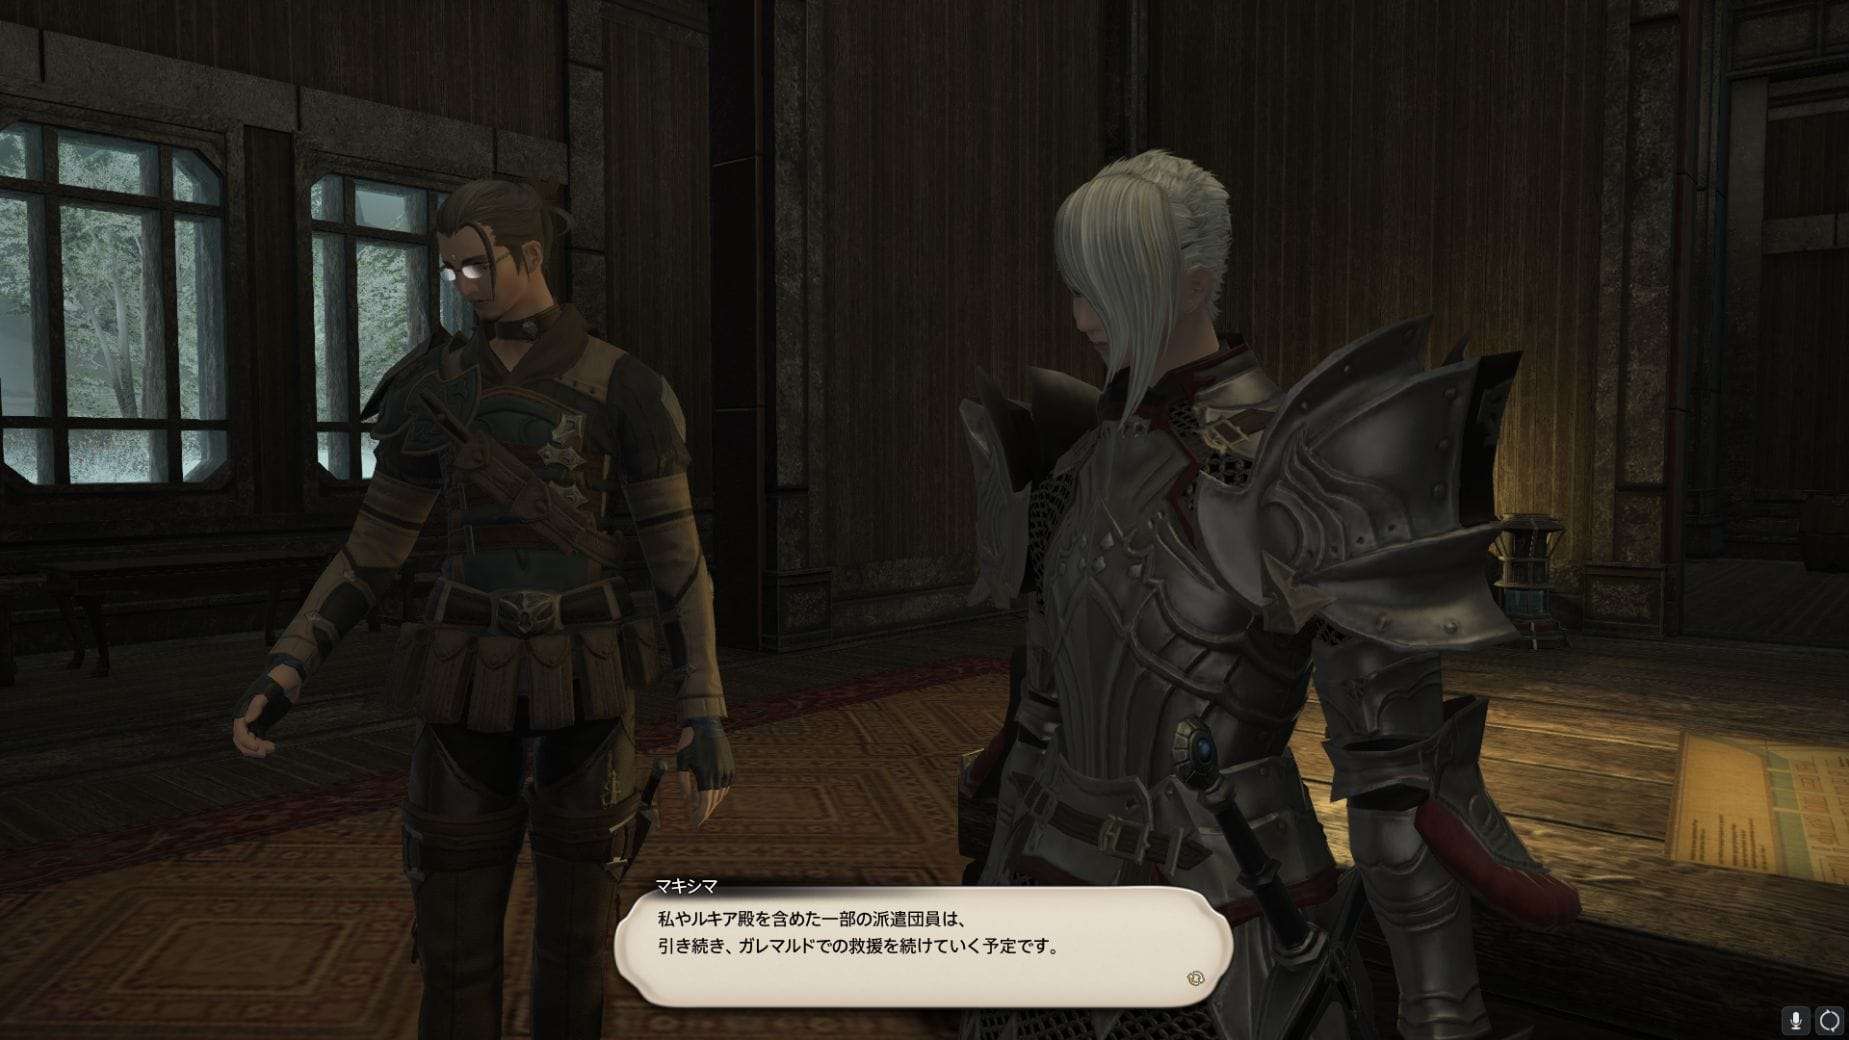 マキシマ
私やルキア殿を含めた一部の派遣団員は、
引き続き、ガレマルドでの救援を続けていく予定です。